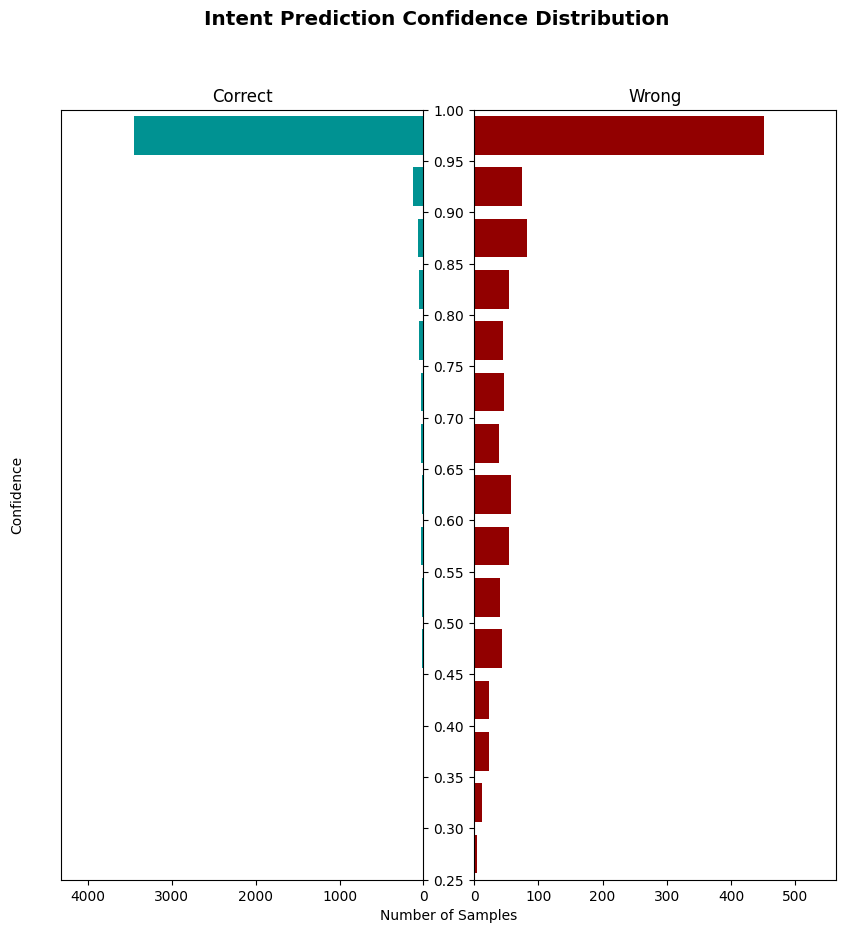 Intent Prediction Confidence Distribution
Correct
Wrong
1.00
0.95
0.90
0.85
0.80
0.75
0.70
0.65
0.60
0.55
0.50
0.45
0.40
0.35
0.30
0.25
Confidence
4000 3000 2000 1000 0
0 100 200 300 400 500
Number of Samples